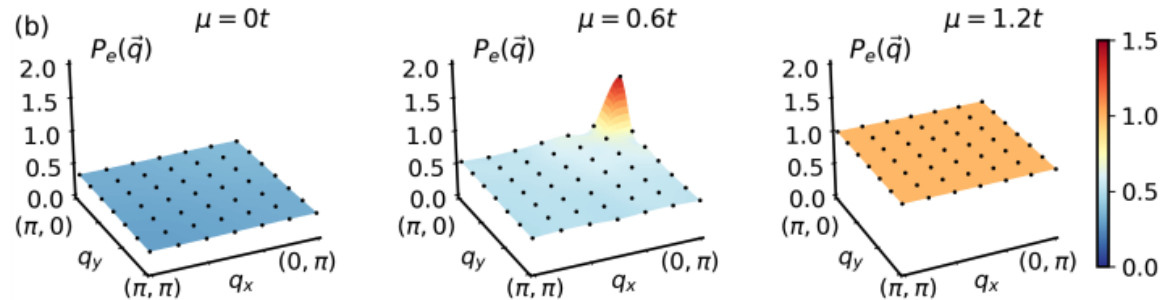 (b)
μ = 0t
P_e(q⃗)
2.0
1.5
1.0
0.5
0.0
(π, 0)
q_y
(π, π)
q_x
(0, π)
μ = 0.6t
P_e(q⃗)
2.0
1.5
1.0
0.5
0.0
(π, 0)
q_y
(π, π)
q_x
(0, π)
μ = 1.2t
P_e(q⃗)
2.0
1.5
1.0
0.5
0.0
(π, 0)
q_y
(π, π)
q_x
(0, π)
1.5
1.0
0.5
0.0